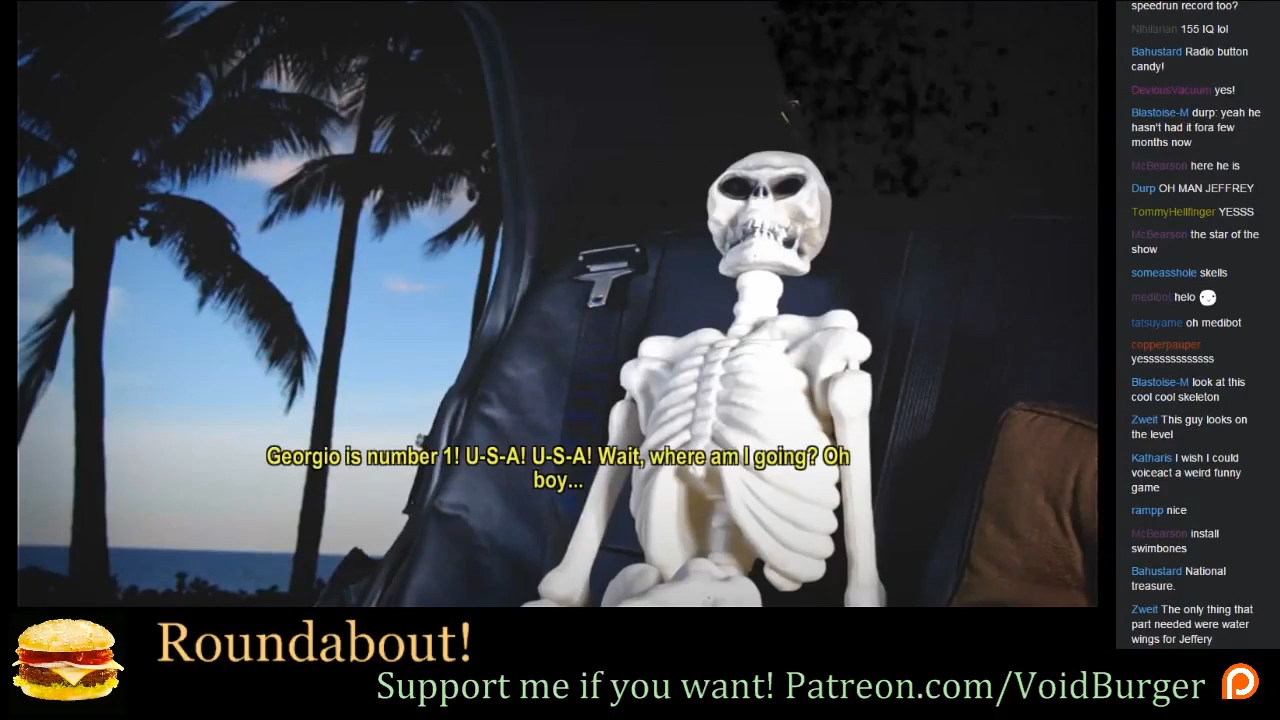 Georgio is number 1! U-S-A! U-S-A! Wait, where am I going? Oh
boy...
Roundabout!
Support me if you want! Patreon.com/VoidBurger
speedrun record too?
Nihilarian 155 IQ lol
Bahustard Radio button
candy!
DeviousVacuum yes!
Blastoise-M durp: yeah he
hasn't had it fora few
months now
McBearson here he is
Durp OH MAN JEFFREY
TommyHellfinger YESSS
McBearson the star of the
show
someasshole skells
medibot helo
tatsuyame oh medibot
copperpauper
yesssssssssssss
Blastoise-M look at this
cool cool skeleton
Zweit This guy looks on
the level
Katharis I wish I could
voiceact a weird funny
game
rampp nice
McBearson install
swimbones
Bahustard National
treasure.
Zweit The only thing that
part needed were water
wings for Jeffery